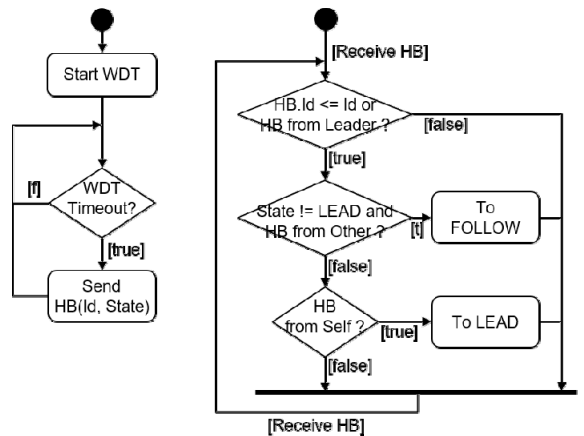 Start WDT
[f]
WDT
Timeout?
[true]
Send
HB(Id, State)
[Receive HB]
HB.Id <= Id or
HB from Leader ?
[false]
[true]
State != LEAD and
HB from Other ?
[t]
To
FOLLOW
[false]
HB
from Self ?
[true]
To LEAD
[false]
[Receive HB]